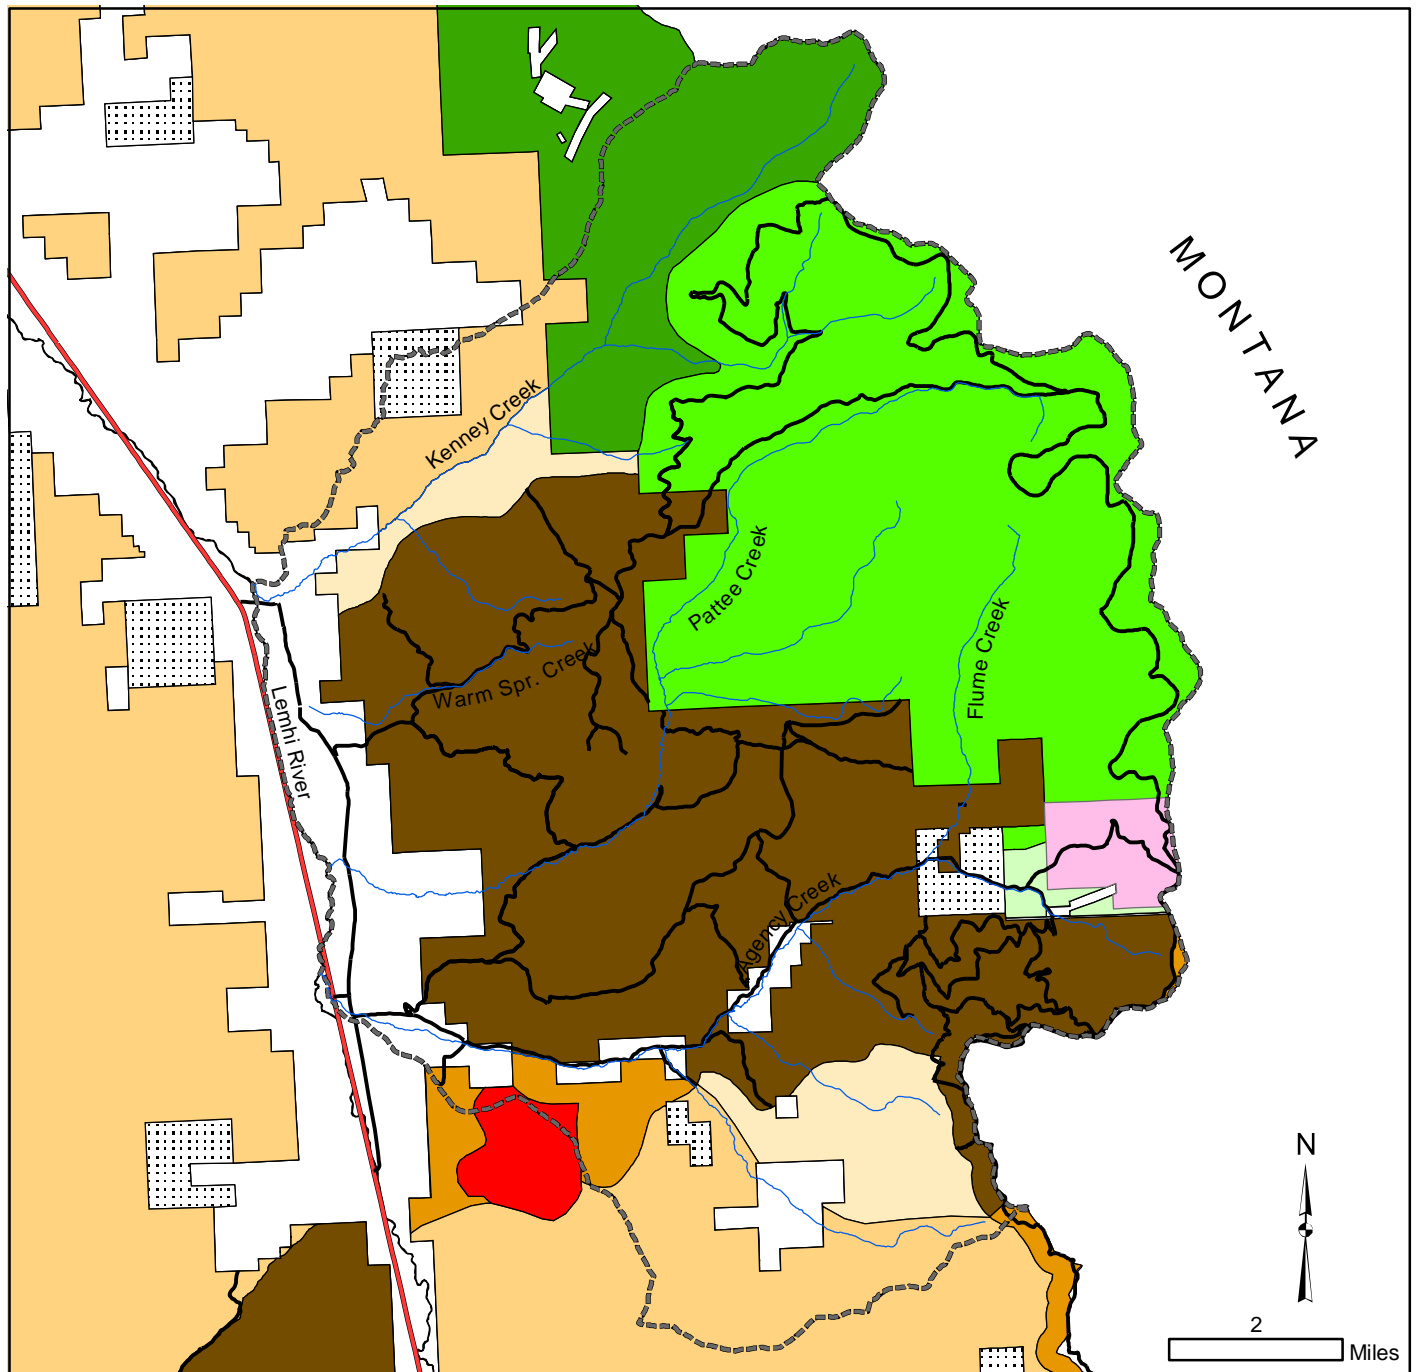 MONTANA
Kenney Creek
Pattee Creek
Flume Creek
Warm Spr. Creek
Lemhi River
Agency Creek
N
2
Miles